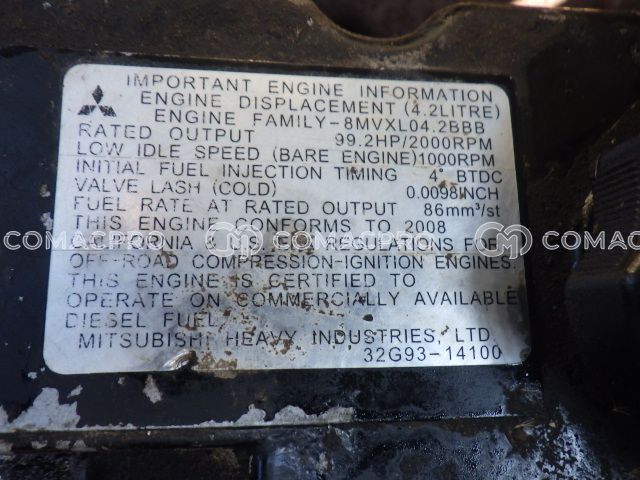 IMPORTANT ENGINE INFORMATION
ENGINE DISPLACEMENT (4.2LITRE)
ENGINE FAMILY-8MVXL04.2BBB
RATED OUTPUT 99.2HP/2000RPM
LOW IDLE SPEED (BARE ENGINE) 1000RPM
INITIAL FUEL INJECTION TIMING 4° BTDC
VALVE LASH (COLD) 0.0098INCH
FUEL RATE AT RATED OUTPUT 86mm³/st
THIS ENGINE CONFORMS TO 2008
& REGULATIONS FOR
OFF-ROAD COMPRESSION-IGNITION ENGINES.
THIS ENGINE IS CERTIFIED TO
OPERATE ON COMMERCIALLY AVAILABLE
DIESEL FUEL
MITSUBISHI HEAVY INDUSTRIES, LTD.
32G93-14100
COMACPRO COMACPRO COMACPRO